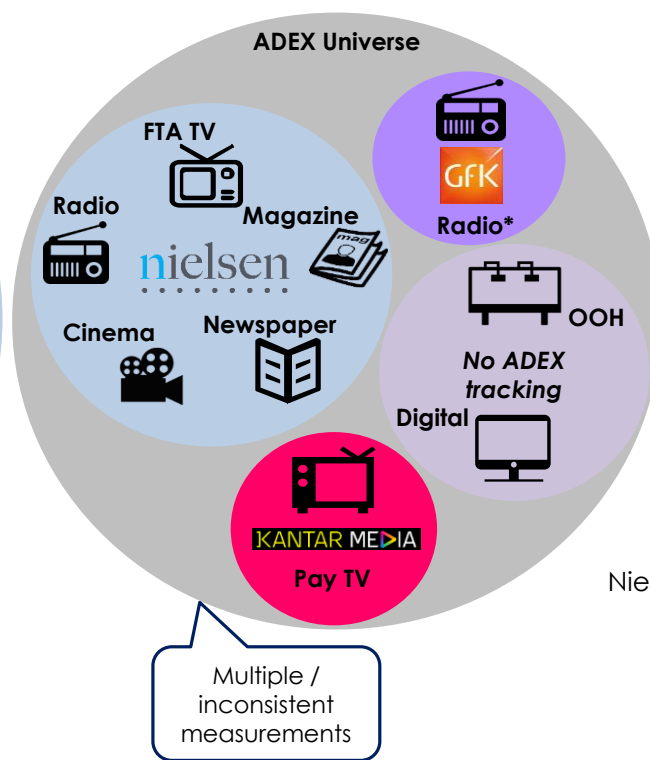 ADEX Universe
FTA TV
Radio
Magazine
mag
nielsen
Cinema
Newspaper
GfK
Radio*
OOH
No ADEX
tracking
Digital
KANTAR MEDIA
Pay TV
Nie
Multiple /
inconsistent
measurements